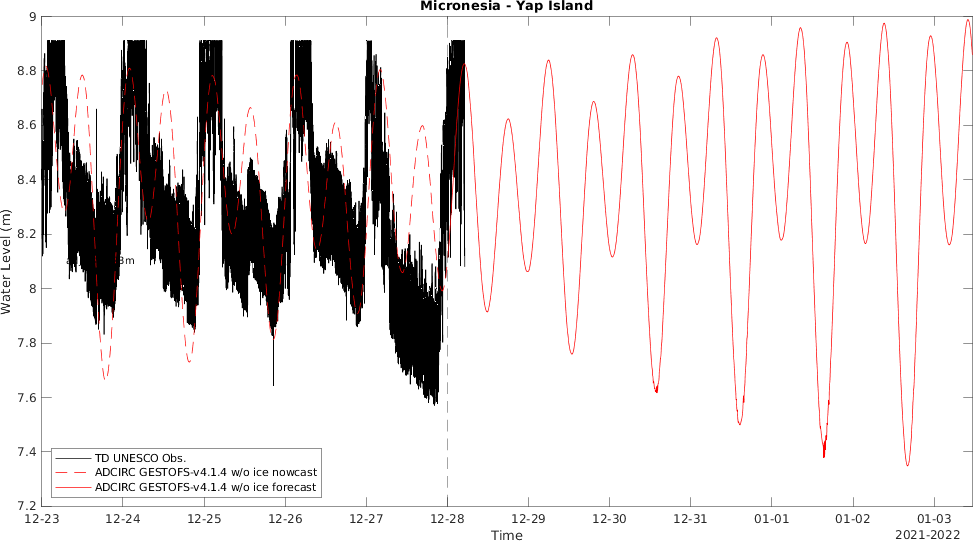 Micronesia - Yap Island
Water Level (m)
9
8.8
8.6
8.4
8.2
8
7.8
7.6
7.4
7.2
3m
TD UNESCO Obs.
ADCIRC GESTOFS-v4.1.4 w/o ice nowcast
ADCIRC GESTOFS-v4.1.4 w/o ice forecast
12-23 12-24 12-25 12-26 12-27 12-28 12-29 12-30 12-31 01-01 01-02 01-03
Time
2021-2022